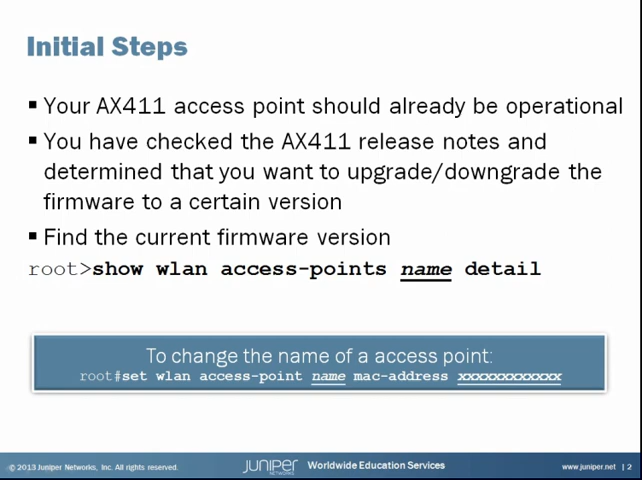 Initial Steps
▪ Your AX411 access point should already be operational
▪ You have checked the AX411 release notes and
determined that you want to upgrade/downgrade the
firmware to a certain version
▪ Find the current firmware version
root>show wlan access-points name detail
To change the name of a access point:
root#set wlan access-point name mac-address xxxxxxxxxxxx
© 2013 Juniper Networks, Inc. All rights reserved.
JUNIPER NETWORKS
Worldwide Education Services
www.juniper.net | 2